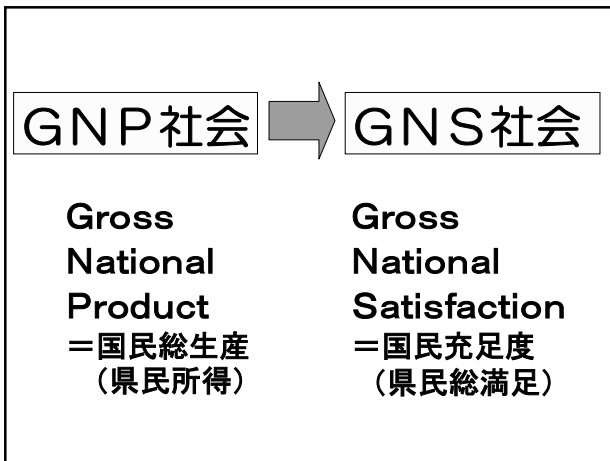 GNP社会
GNS社会
Gross
National
Product
=国民総生産
(県民所得)
Gross
National
Satisfaction
=国民充足度
(県民総満足)